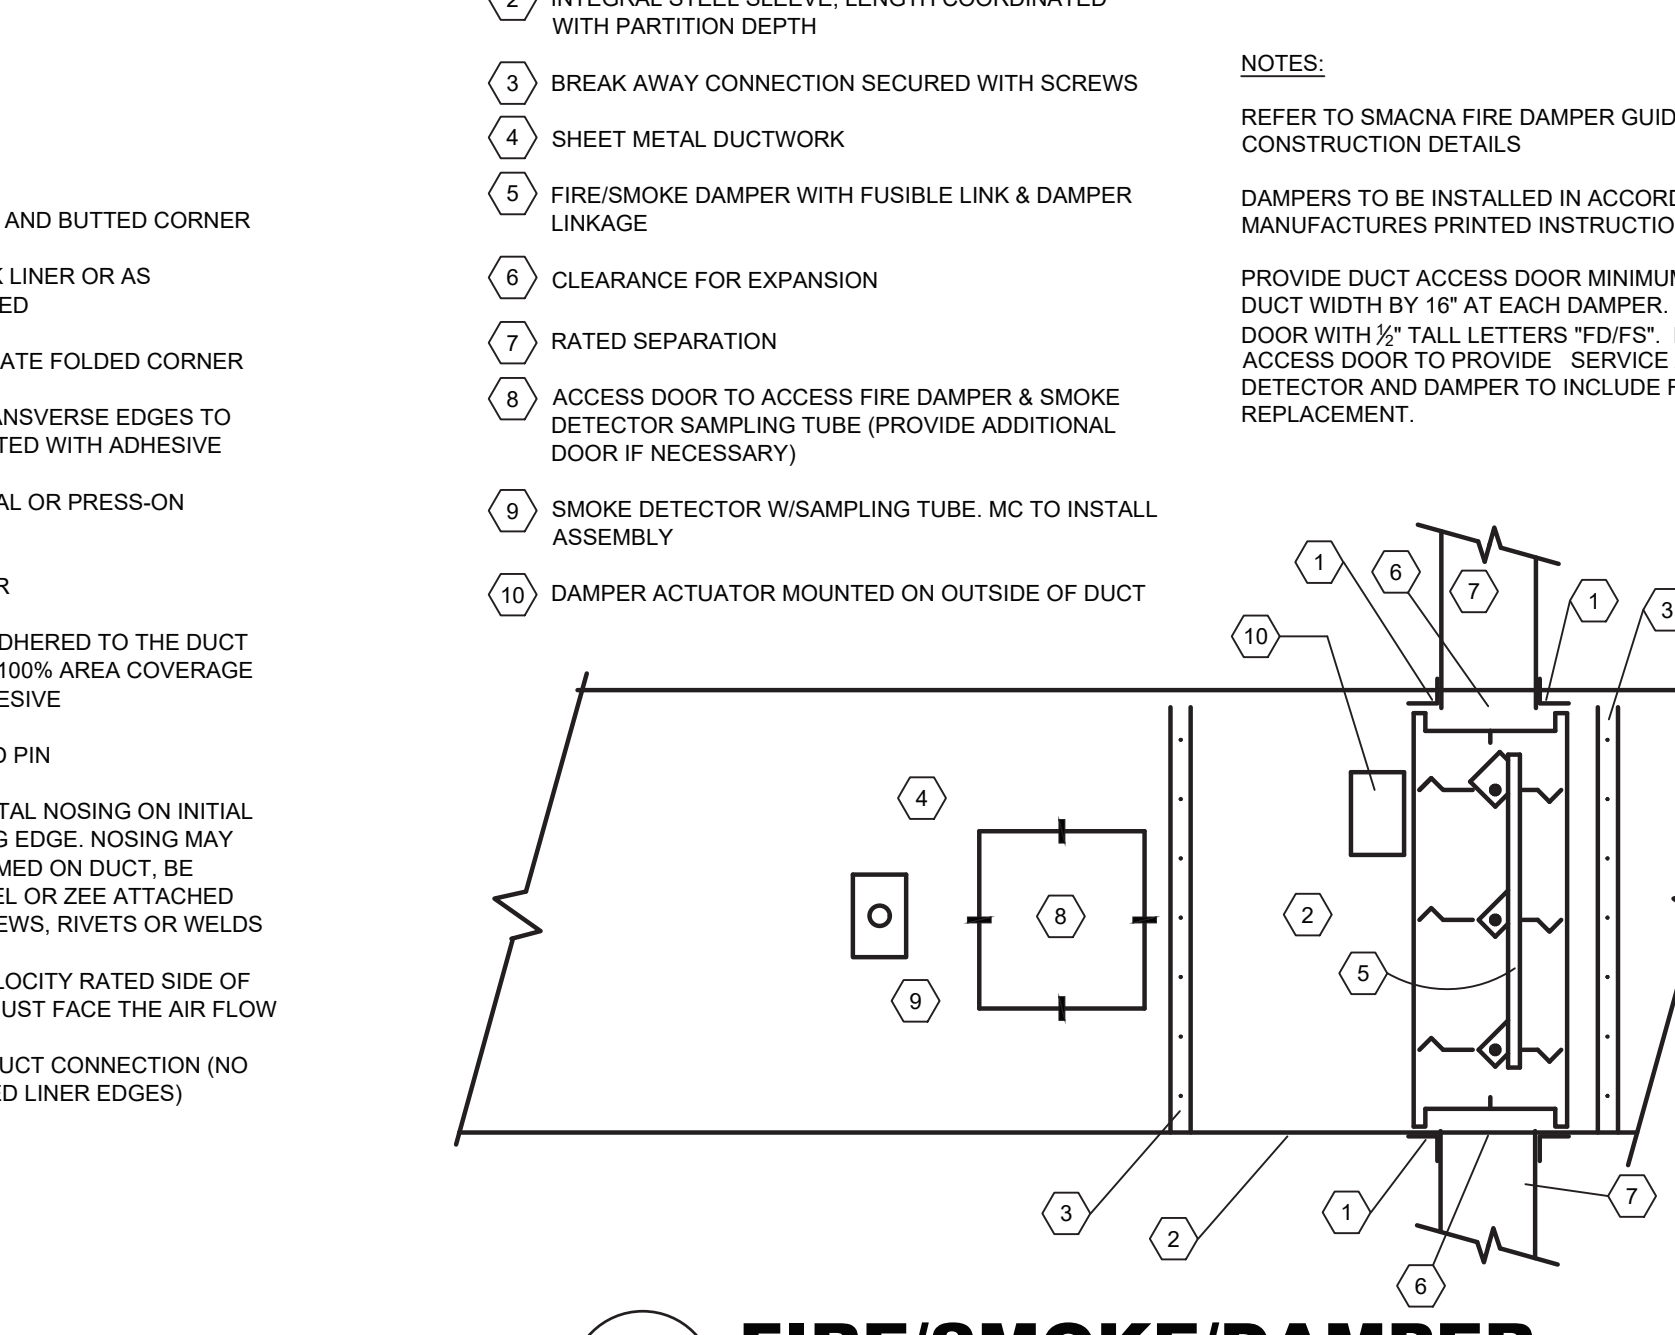 AND BUTTED CORNER
LINER OR AS
ED
ATE FOLDED CORNER
ANSVERSE EDGES TO
TED WITH ADHESIVE
AL OR PRESS-ON
R
DHERED TO THE DUCT
100% AREA COVERAGE
ESIVE
PIN
TAL NOSING ON INITIAL
G EDGE. NOSING MAY
MED ON DUCT, BE
EL OR ZEE ATTACHED
EWS, RIVETS OR WELDS
LOCITY RATED SIDE OF
UST FACE THE AIR FLOW
UCT CONNECTION (NO
ED LINER EDGES)
2 INTEGRAL STEEL SLEEVE, LENGTH COORDINATED
WITH PARTITION DEPTH
3 BREAK AWAY CONNECTION SECURED WITH SCREWS
4 SHEET METAL DUCTWORK
5 FIRE/SMOKE DAMPER WITH FUSIBLE LINK & DAMPER
LINKAGE
6 CLEARANCE FOR EXPANSION
7 RATED SEPARATION
8 ACCESS DOOR TO ACCESS FIRE DAMPER & SMOKE
DETECTOR SAMPLING TUBE (PROVIDE ADDITIONAL
DOOR IF NECESSARY)
9 SMOKE DETECTOR W/SAMPLING TUBE. MC TO INSTALL
ASSEMBLY
10 DAMPER ACTUATOR MOUNTED ON OUTSIDE OF DUCT
NOTES:
REFER TO SMACNA FIRE DAMPER GUID
CONSTRUCTION DETAILS
DAMPERS TO BE INSTALLED IN ACCORD
MANUFACTURES PRINTED INSTRUCTIO
PROVIDE DUCT ACCESS DOOR MINIMUM
DUCT WIDTH BY 16" AT EACH DAMPER.
DOOR WITH ½" TALL LETTERS "FD/FS".
ACCESS DOOR TO PROVIDE SERVICE
DETECTOR AND DAMPER TO INCLUDE F
REPLACEMENT.
1
6
7
1
3
10
4
8
2
9
5
3
2
1
7
6
FIRE/SMOKE/DAMPER